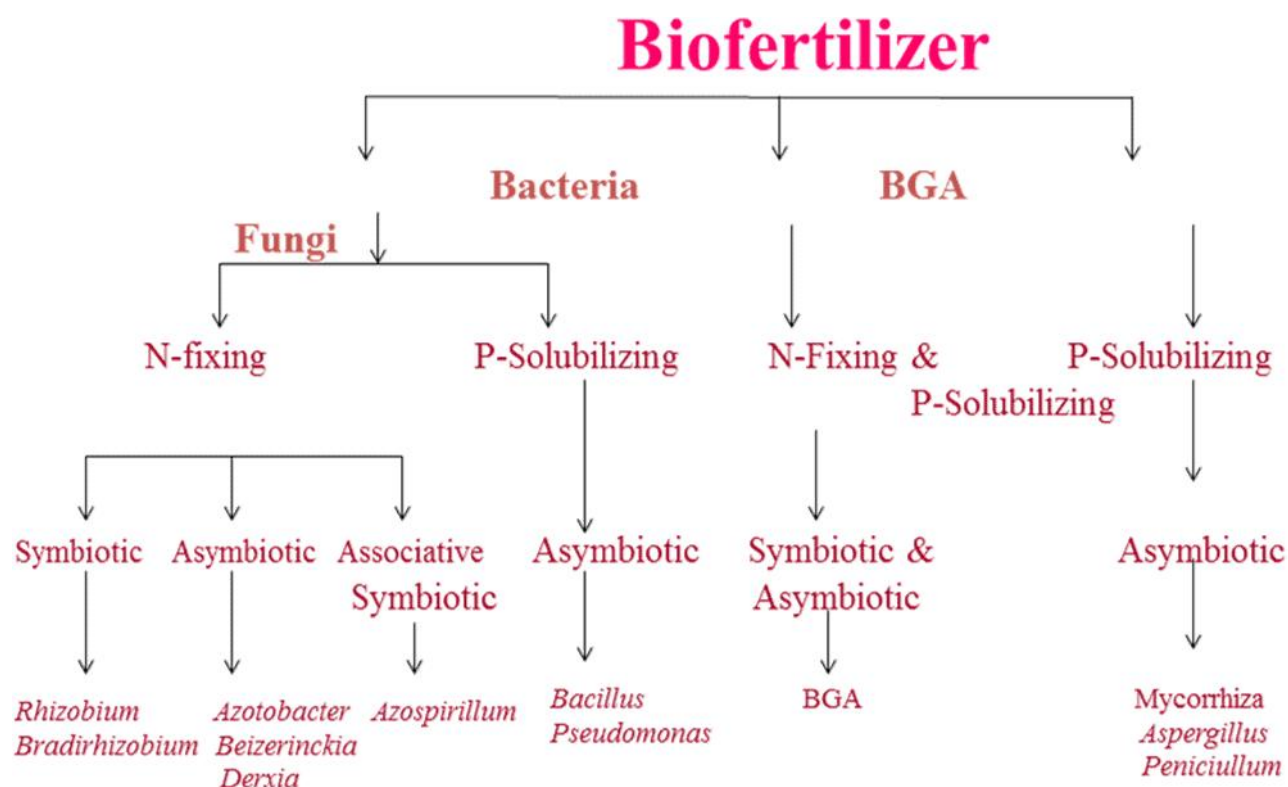 Biofertilizer
Bacteria BGA
Fungi
N-fixing P-Solubilizing N-Fixing & P-Solubilizing
P-Solubilizing
Symbiotic Asymbiotic Associative Asymbiotic Symbiotic & Asymbiotic
Symbiotic Asymbiotic
Rhizobium Azotobacter Azospirillum Bacillus BGA Mycorrhiza
Bradirhizobium Beizerinckia Pseudomonas Aspergillus
Derxia Peniciullum